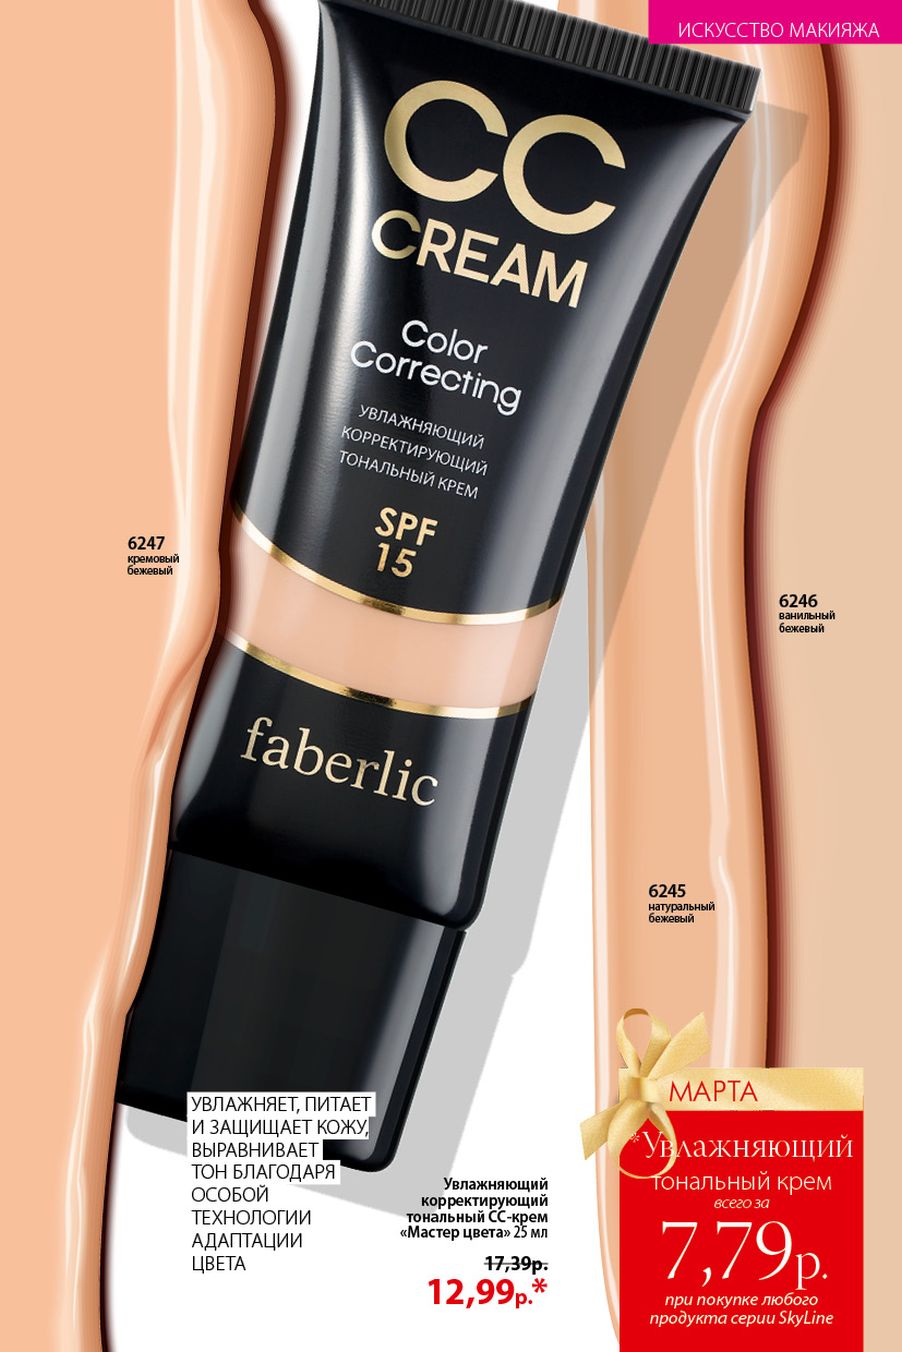 ИСКУССТВО МАКИЯЖА
CC
CREAM
Color
Correcting
УВЛАЖНЯЮЩИЙ
КОРРЕКТИРУЮЩИЙ
ТОНАЛЬНЫЙ КРЕМ
SPF
15
faberlic
6247
кремовый
бежевый
6246
ванильный
бежевый
6245
натуральный
бежевый
УВЛАЖНЯЕТ, ПИТАЕТ
И ЗАЩИЩАЕТ КОЖУ,
ВЫРАВНИВАЕТ
ТОН БЛАГОДАРЯ
ОСОБОЙ
ТЕХНОЛОГИИ
АДАПТАЦИИ
ЦВЕТА
Увлажняющий
корректирующий
тональный СС-крем
«Мастер цвета» 25 мл
17,39р.
12,99р.*
МАРТА
*Увлажняющий
тональный крем
всего за
7,79р.
при покупке любого
продукта серии SkyLine